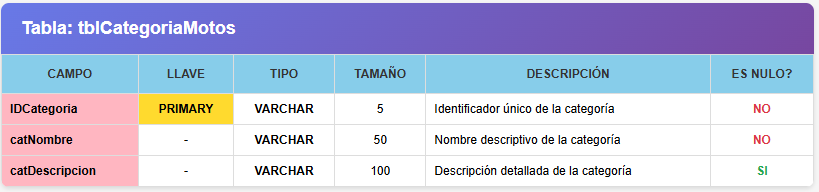 Tabla: tblCategoriaMotos
CAMPO LLAVE TIPO TAMAÑO DESCRIPCIÓN ES NULO?
IDCategoria PRIMARY VARCHAR 5 Identificador único de la categoría NO
catNombre - VARCHAR 50 Nombre descriptivo de la categoría NO
catDescripcion - VARCHAR 100 Descripción detallada de la categoría SI